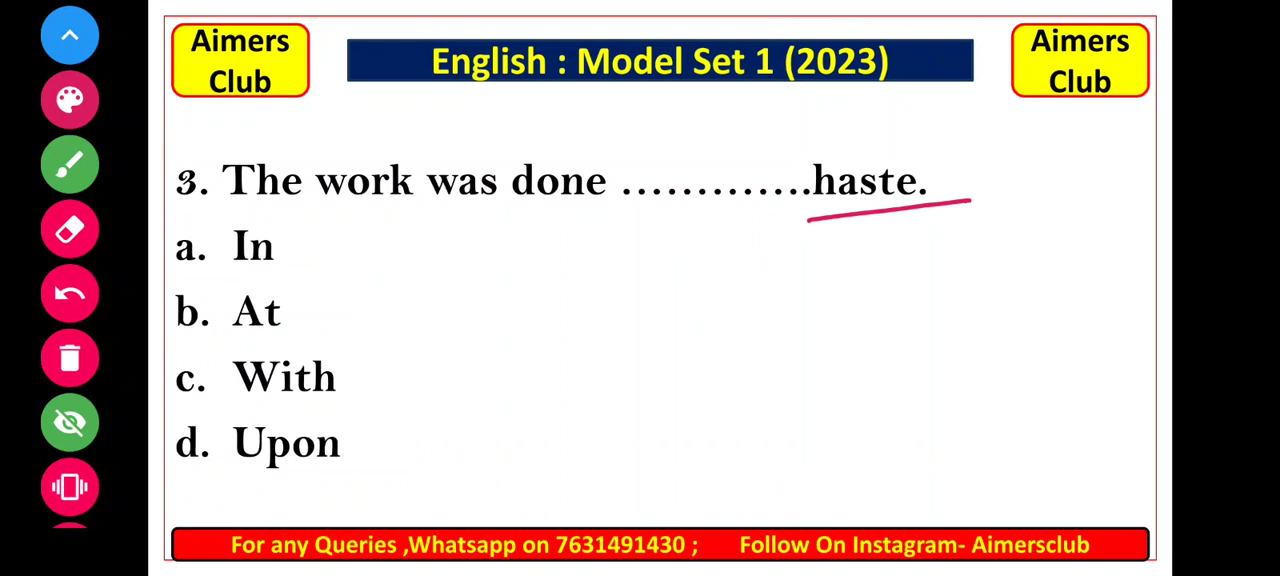 Aimers
Club
English : Model Set 1 (2023)
Aimers
Club
3. The work was done .............haste.
a. In
b. At
c. With
d. Upon
For any Queries ,Whatsapp on 7631491430 ; Follow On Instagram- Aimersclub